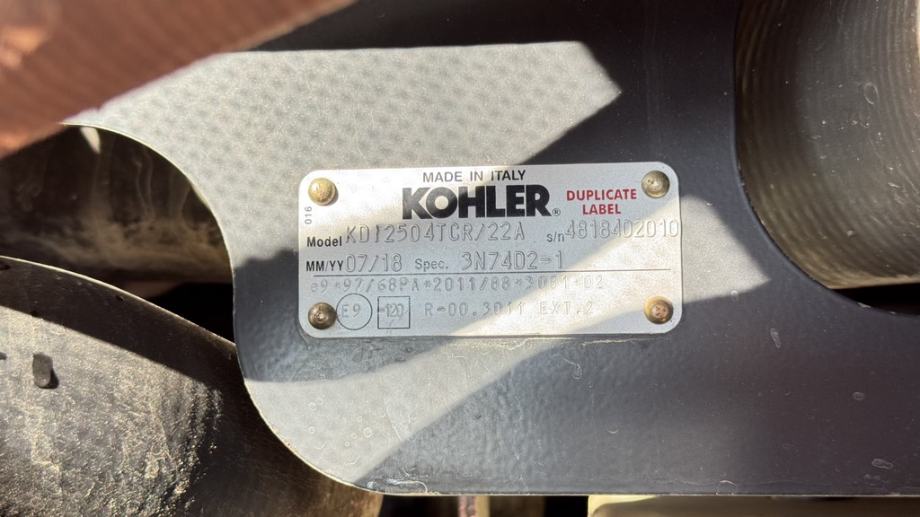 MADE IN ITALY
KOHLER®
DUPLICATE
LABEL
016
Model KDI2504TCR/22A s/n 4818402010
MM/YY 07/18 Spec. 3N74D2-1
e9*97/68PA*2011/88*3081*02
E9 120 R-00.3011 EXT.2